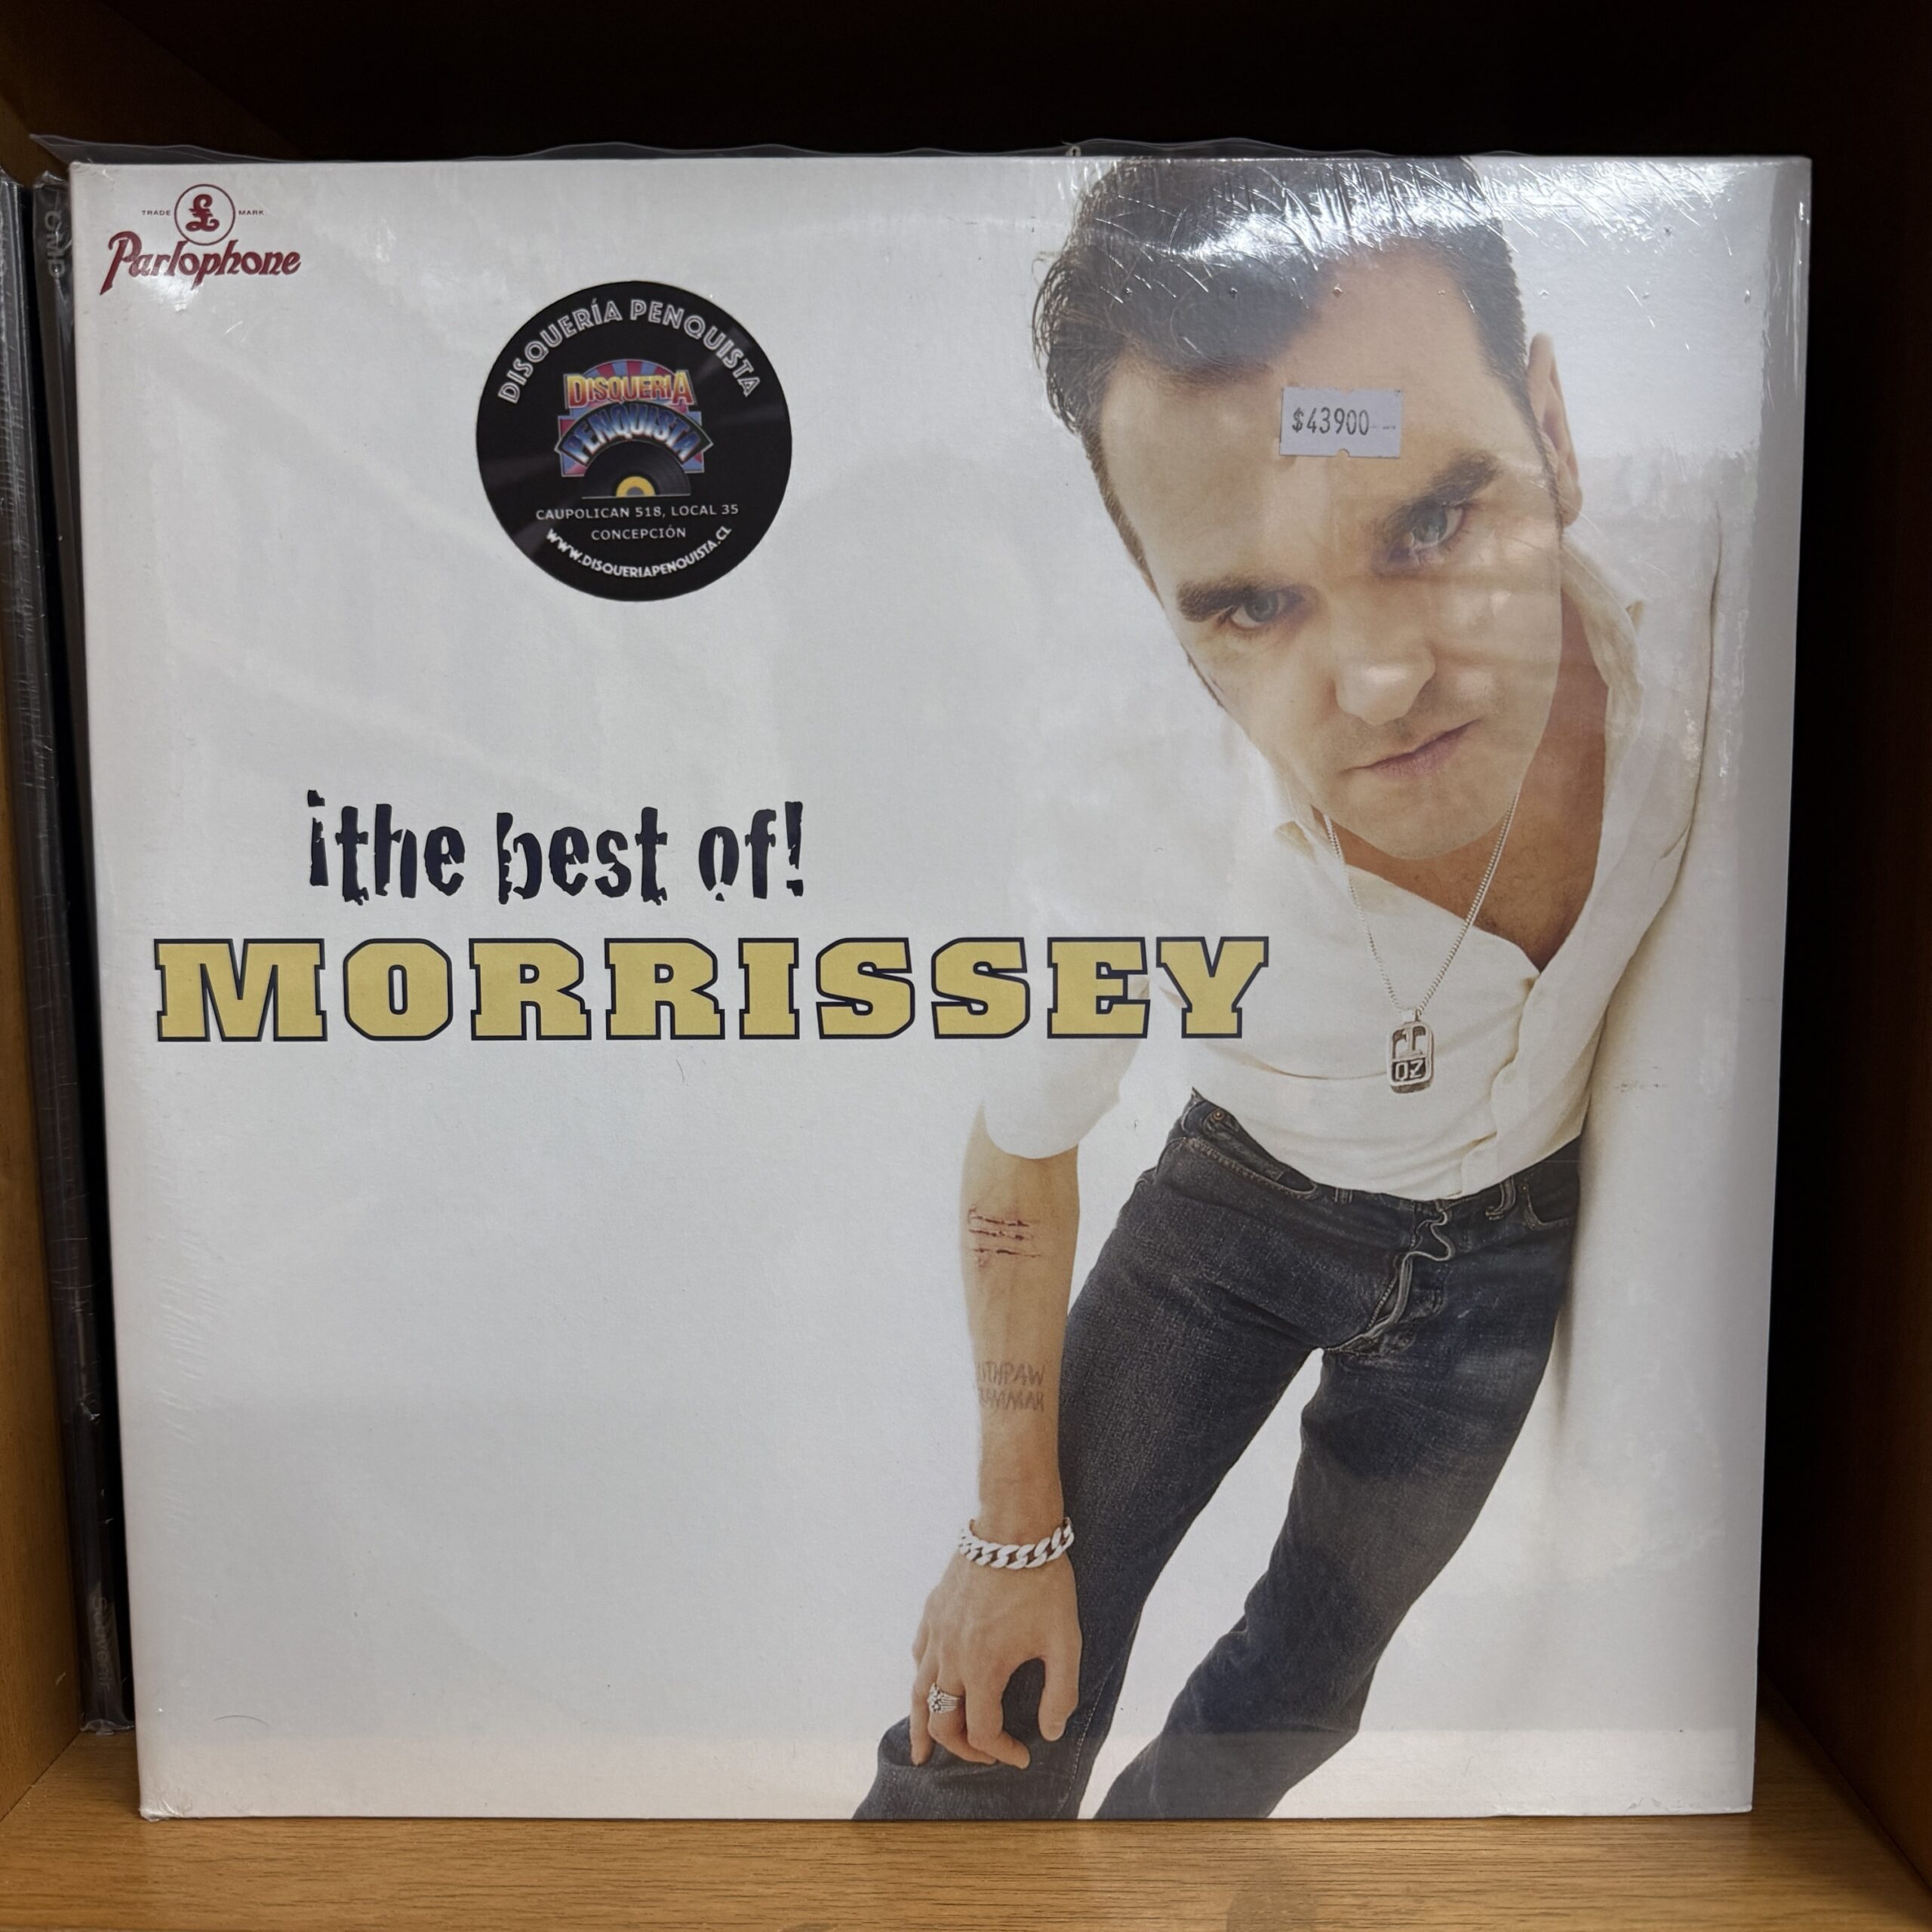 TRADE £ MARK
Parlophone
DISQUERÍA PENQUISTA
DISQUERIA
PENQUISTA
CAUPOLICAN 518, LOCAL 35
CONCEPCIÓN
WWW.DISQUERIAPENQUISTA.CL
$43900
¡the best of!
MORRISSEY
OZ